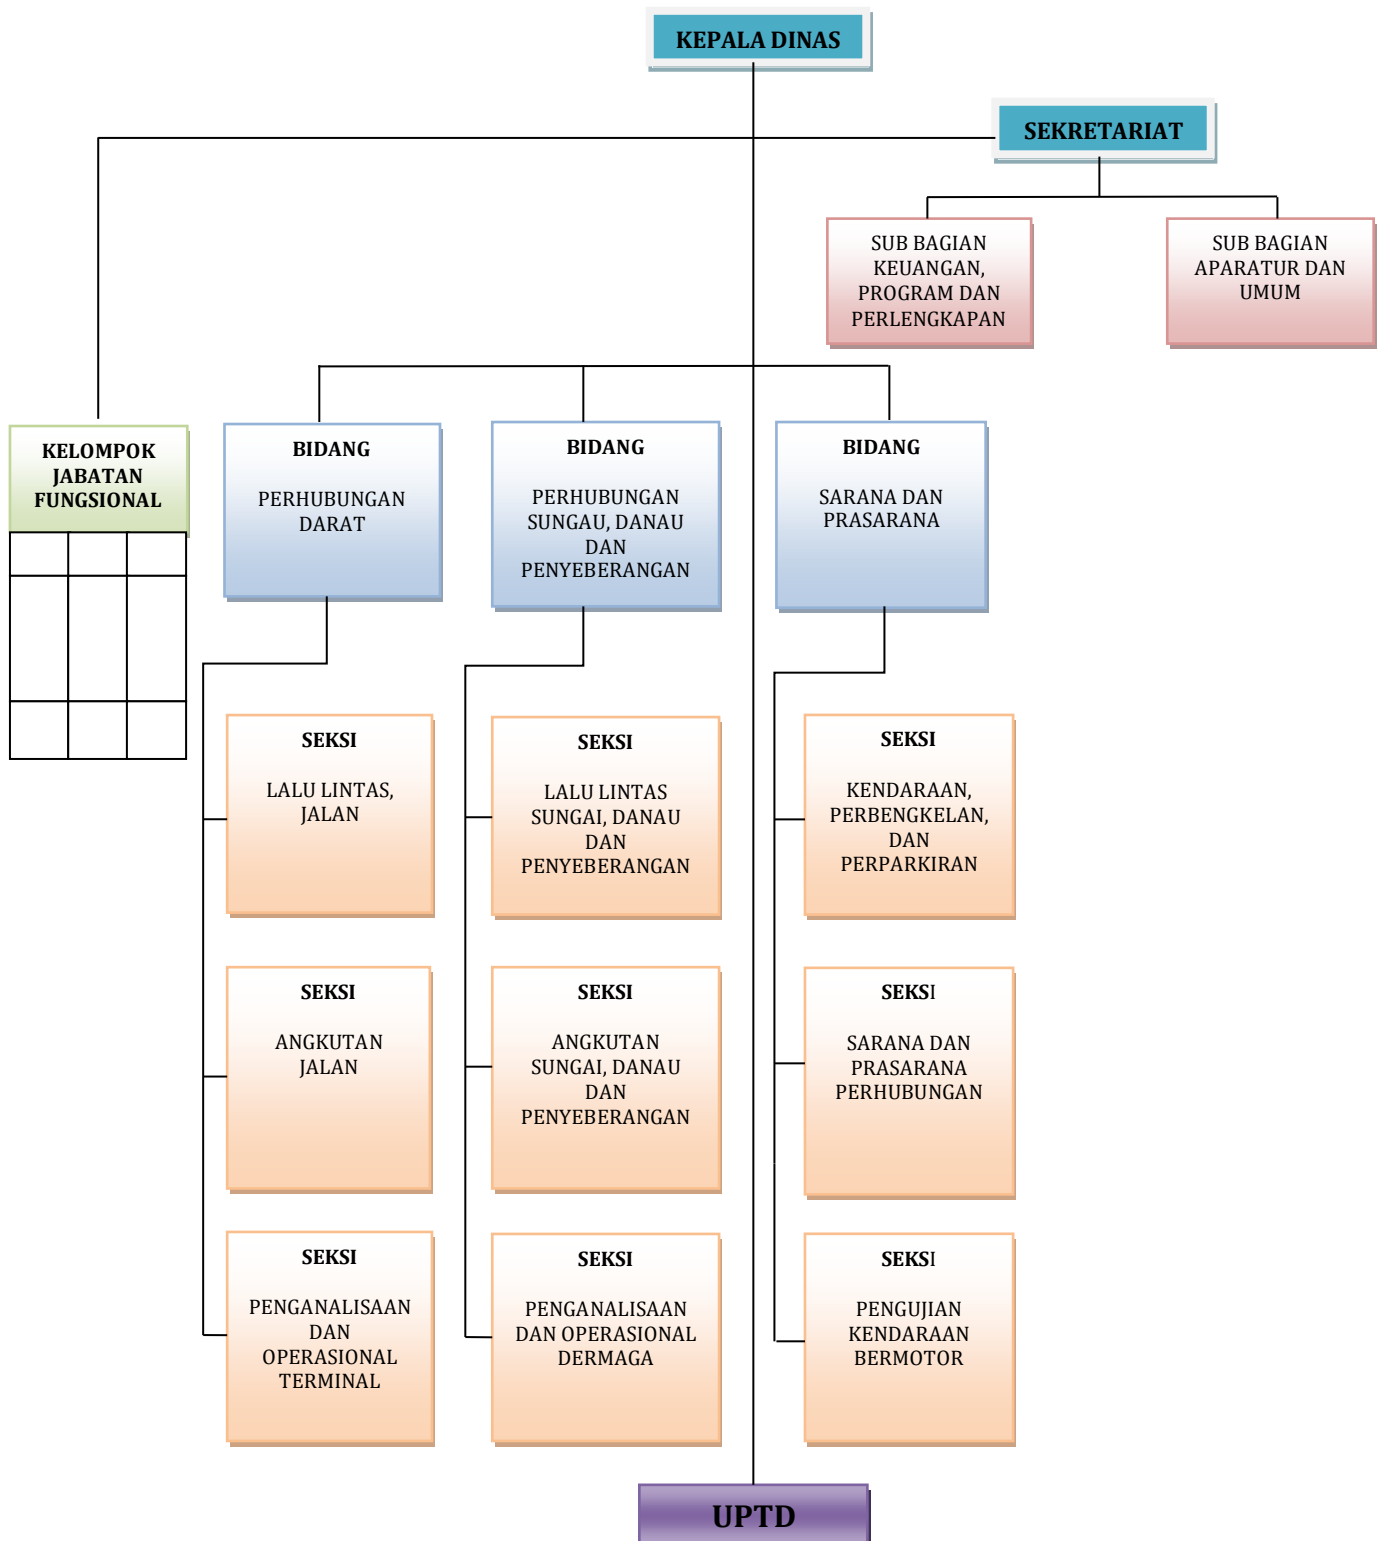 KEPALA DINAS
SEKRETARIAT
SUB BAGIAN
KEUANGAN,
PROGRAM DAN
PERLENGKAPAN
SUB BAGIAN
APARATUR DAN
UMUM
KELOMPOK
JABATAN
FUNGSIONAL
BIDANG
PERHUBUNGAN
DARAT
BIDANG
PERHUBUNGAN
SUNGAU, DANAU
DAN
PENYEBERANGAN
BIDANG
SARANA DAN
PRASARANA
SEKSI
LALU LINTAS,
JALAN
SEKSI
LALU LINTAS
SUNGAI, DANAU
DAN
PENYEBERANGAN
SEKSI
KENDARAAN,
PERBENGKELAN,
DAN
PERPARKIRAN
SEKSI
ANGKUTAN
JALAN
SEKSI
ANGKUTAN
SUNGAI, DANAU
DAN
PENYEBERANGAN
SEKSI
SARANA DAN
PRASARANA
PERHUBUNGAN
SEKSI
PENGANALISAAN
DAN
OPERASIONAL
TERMINAL
SEKSI
PENGANALISAAN
DAN OPERASIONAL
DERMAGA
SEKSI
PENGUJIAN
KENDARAAN
BERMOTOR
UPTD